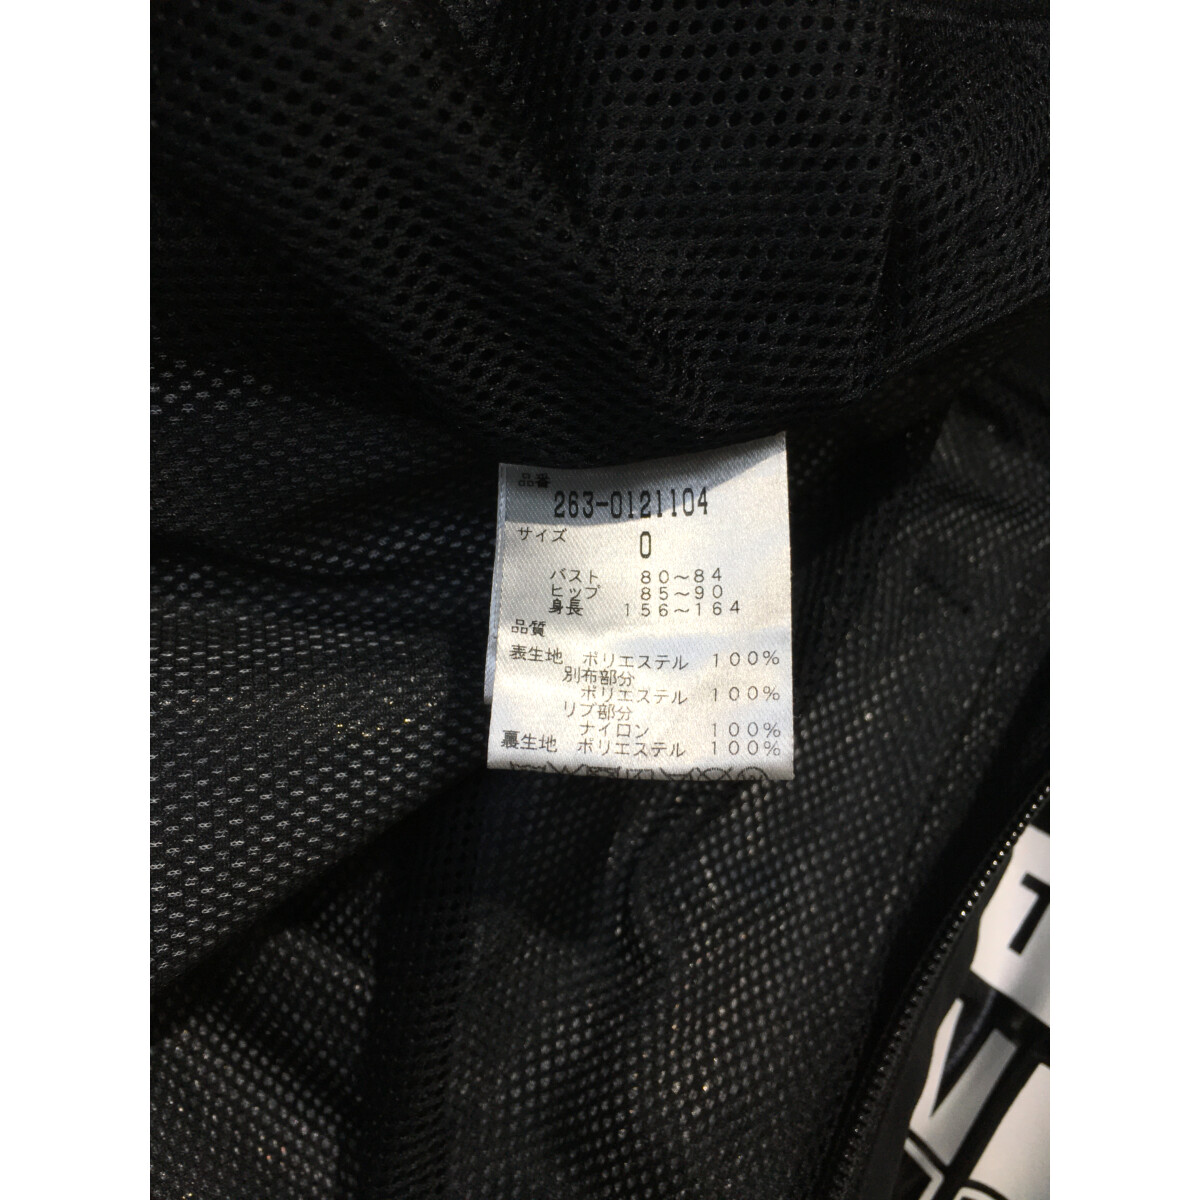 品番
263-0121104
サイズ 0
バスト 80～84
ヒップ 85～90
身長 156～164
品質
表生地 ポリエステル 100%
別布部分
ポリエステル 100%
リブ部分
ナイロン 100%
裏生地 ポリエステル 100%